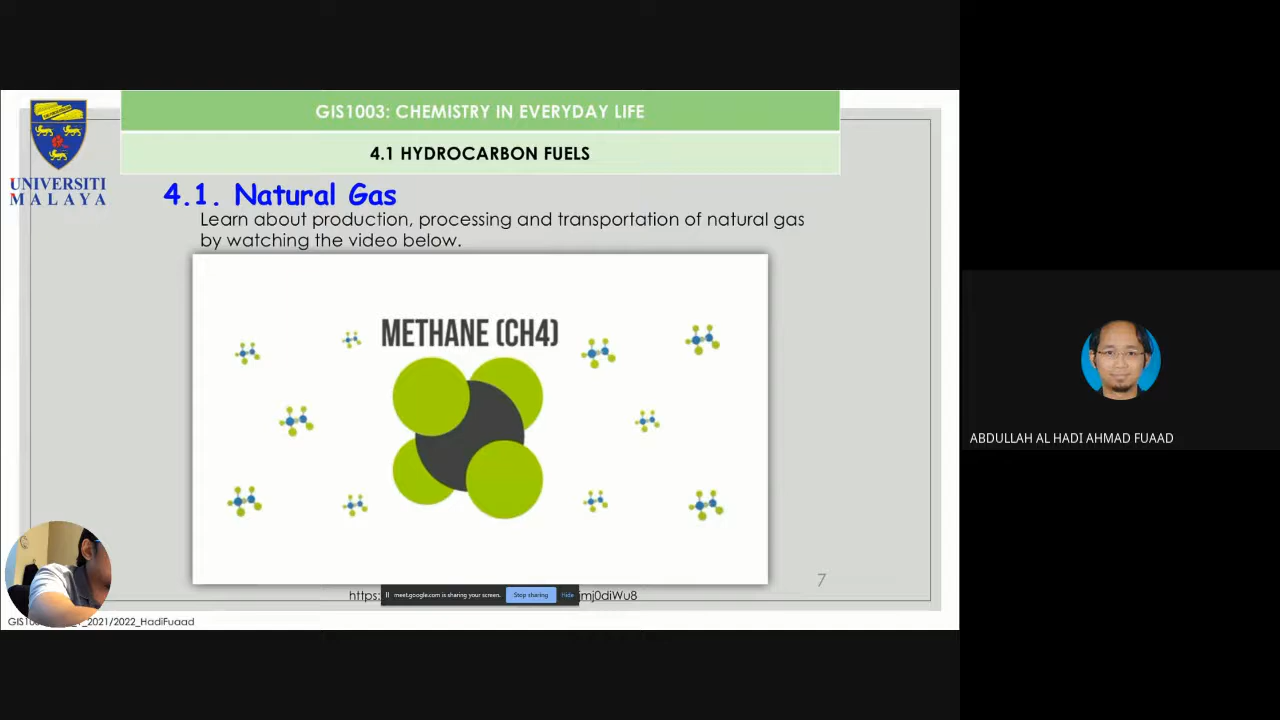 GIS1003: CHEMISTRY IN EVERYDAY LIFE
4.1 HYDROCARBON FUELS
UNIVERSITI
MALAYA
4.1. Natural Gas
Learn about production, processing and transportation of natural gas
by watching the video below.
METHANE (CH4)
ABDULLAH AL HADI AHMAD FUAAD
7
https:
meet.google.com is sharing your screen.
Stop sharing
Hide
mj0diWu8
2021/2022_HadiFuaad